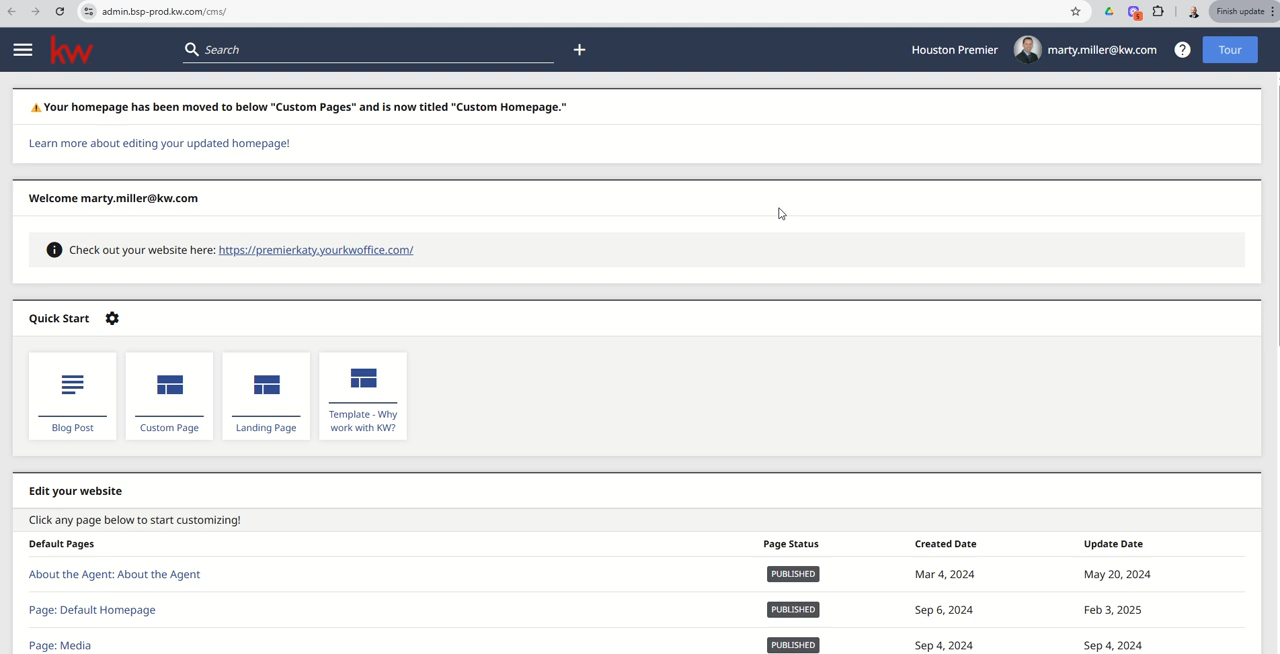 admin.bsp-prod.kw.com/cms/
5
Finish update
kw
Search
Houston Premier
marty.miller@kw.com
?
Tour
Your homepage has been moved to below "Custom Pages" and is now titled "Custom Homepage."
Learn more about editing your updated homepage!
Welcome marty.miller@kw.com
Check out your website here: https://premierkaty.yourkwoffice.com/
Quick Start
Blog Post
Custom Page
Landing Page
Template - Why
work with KW?
Edit your website
Click any page below to start customizing!
Default Pages Page Status Created Date Update Date
About the Agent: About the Agent PUBLISHED Mar 4, 2024 May 20, 2024
Page: Default Homepage PUBLISHED Sep 6, 2024 Feb 3, 2025
Page: Media PUBLISHED Sep 4, 2024 Sep 4, 2024